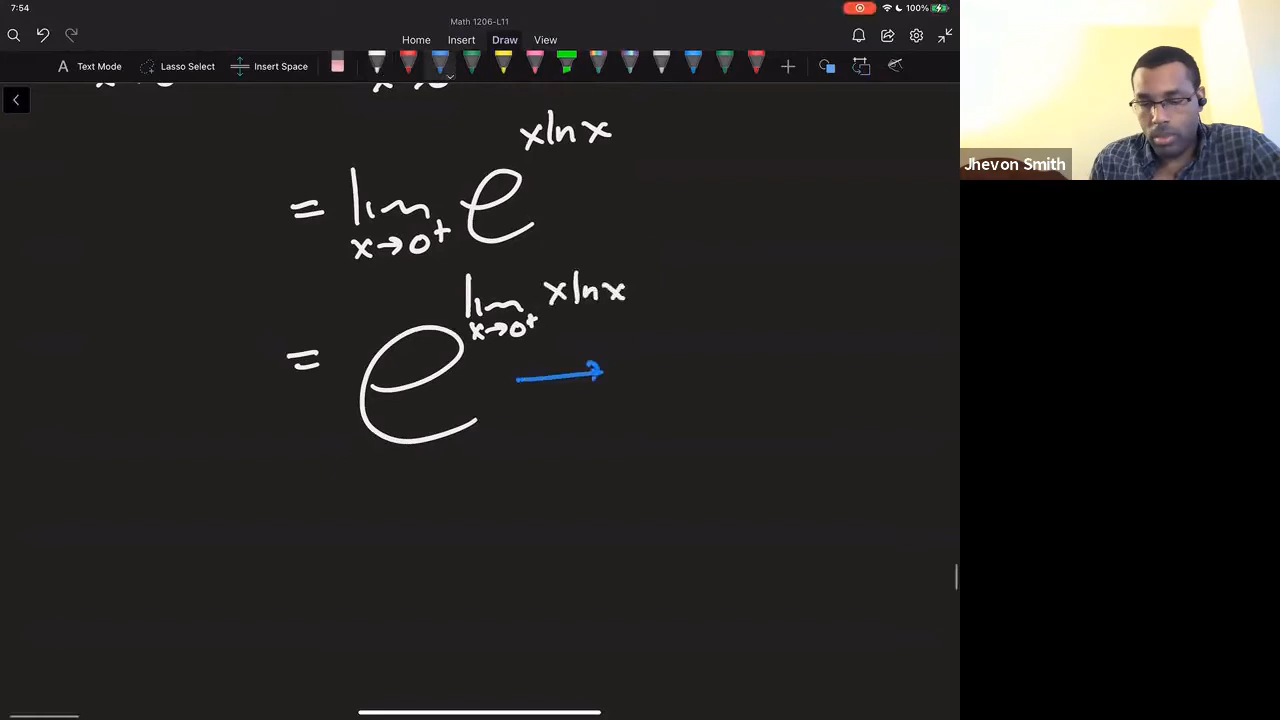 7:54
100%
Math 1206-L11
Home Insert Draw View
Text Mode Lasso Select Insert Space
= lim x→0⁺ e^(x ln x)
= e^(lim x→0⁺ x ln x) →
Jhevon Smith